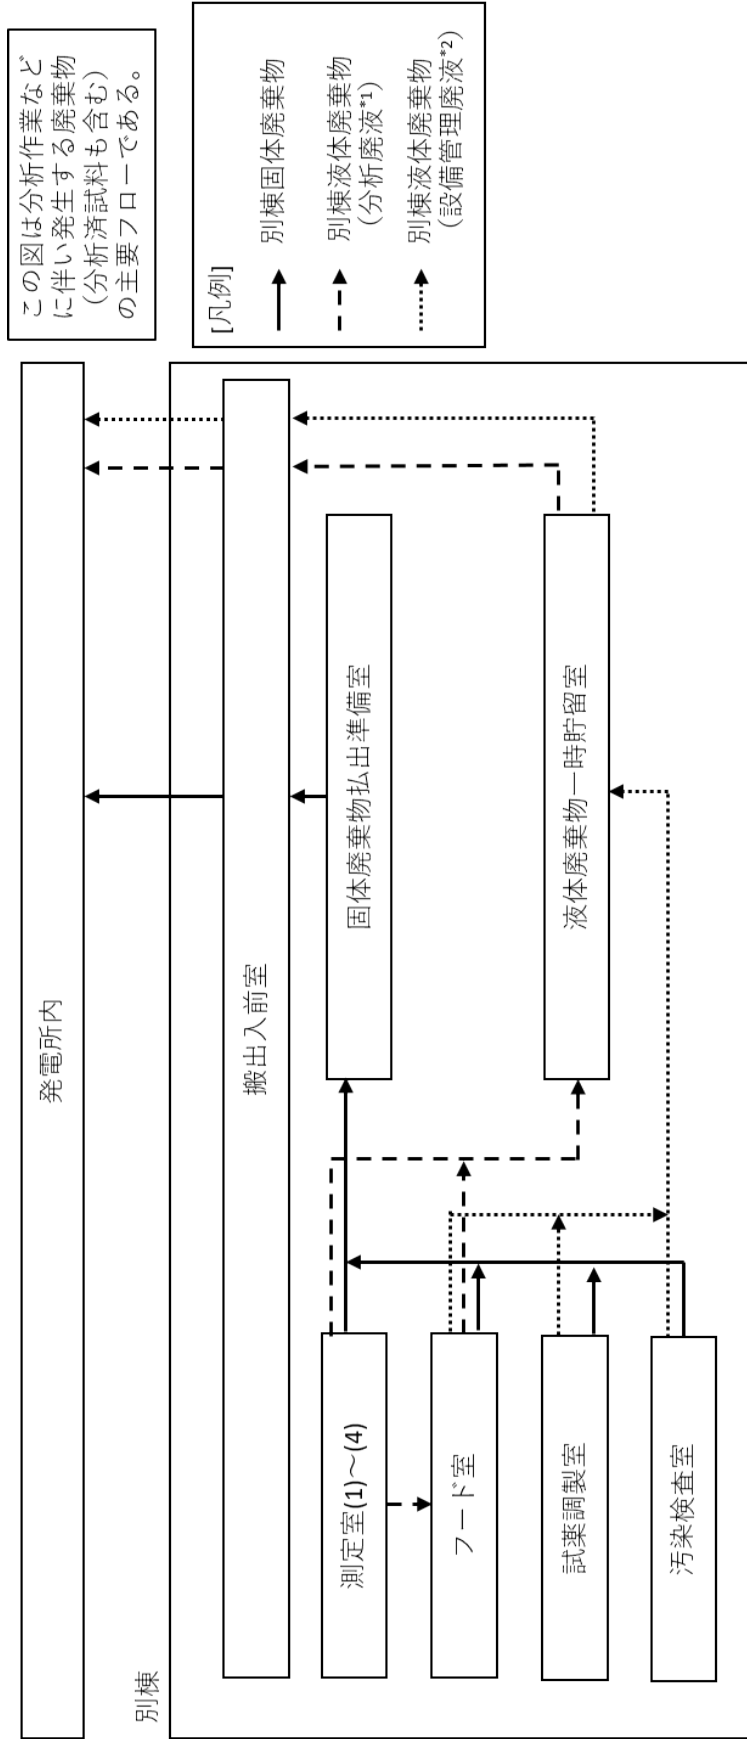 この図は分析作業など
に伴い発生する廃棄物
（分析済試料も含む）
の主要フローである。
[凡例]
別棟固体廃棄物
別棟液体廃棄物
（分析廃液*1）
別棟液体廃棄物
（設備管理廃液*2）
発電所内
別棟
搬出入前室
測定室(1)～(4)
固体廃棄物払出準備室
フード室
試薬調製室
液体廃棄物一時貯留室
汚染検査室